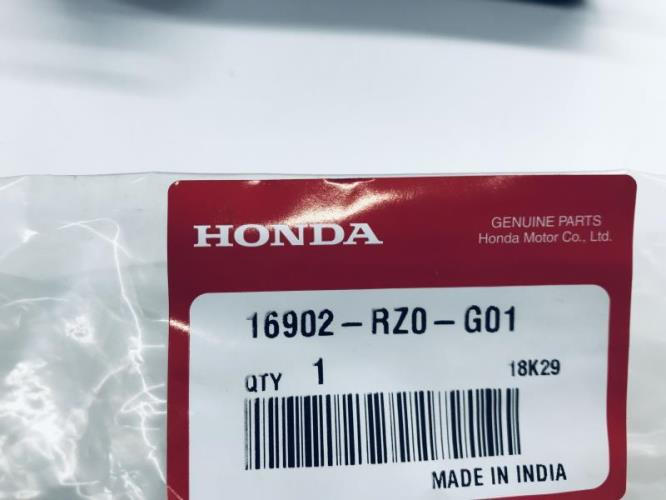 HONDA
GENUINE PARTS
Honda Motor Co., Ltd.
16902-RZ0-G01
QTY 1 18K29
MADE IN INDIA